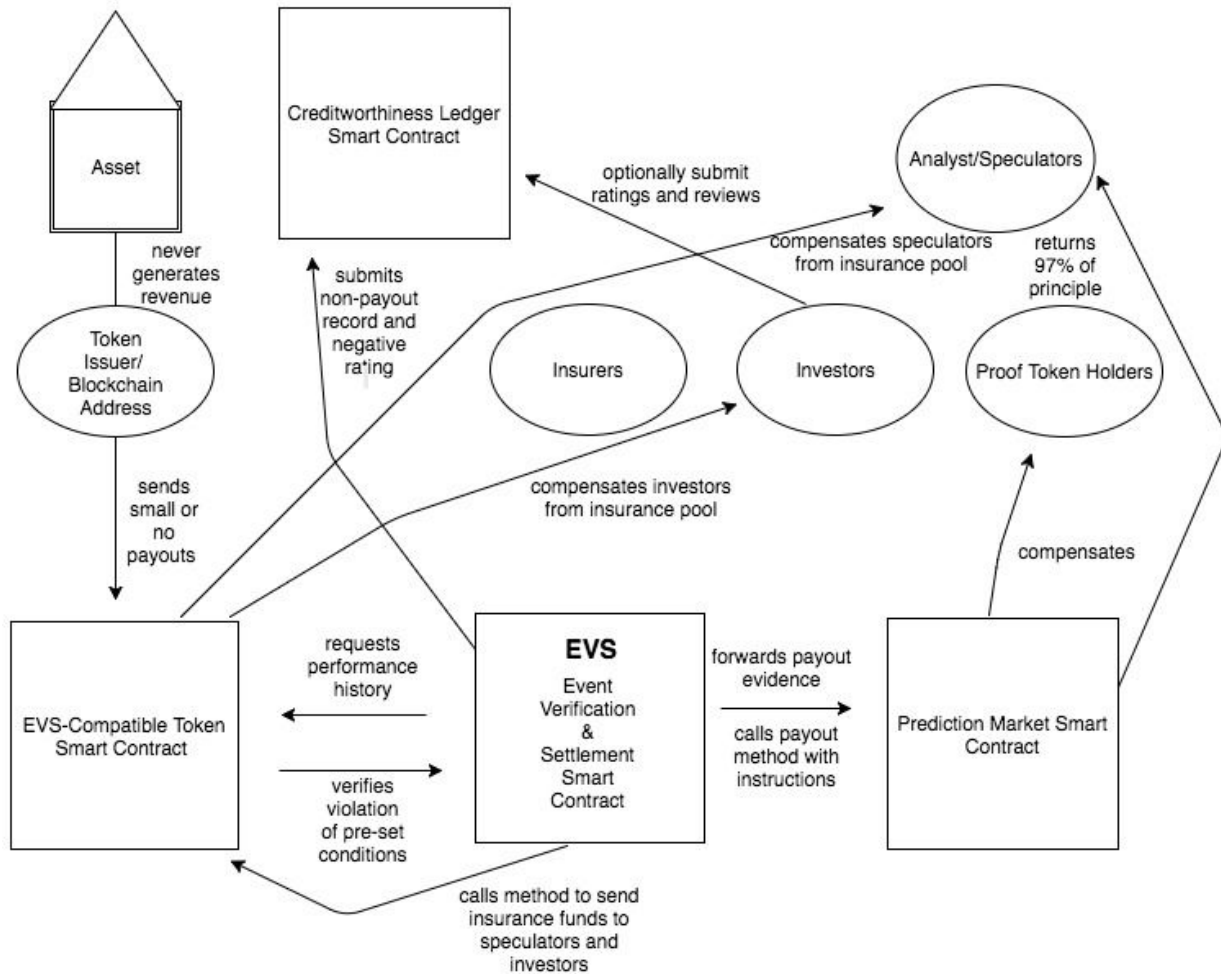 Asset
Creditworthiness Ledger
Smart Contract
Analyst/Speculators
optionally submit
ratings and reviews
never
generates
revenue
submits
non-payout
record and
negative
rating
compensates speculators
from insurance pool
returns
97% of
principle
Token
Issuer/
Blockchain
Address
Insurers
Investors
Proof Token Holders
sends
small or
no
payouts
compensates investors
from insurance pool
compensates
EVS-Compatible Token
Smart Contract
requests
performance
history
verifies
violation
of pre-set
conditions
EVS
Event
Verification
&
Settlement
Smart
Contract
forwards payout
evidence
calls payout
method with
instructions
Prediction Market Smart
Contract
calls method to send
insurance funds to
speculators and
investors